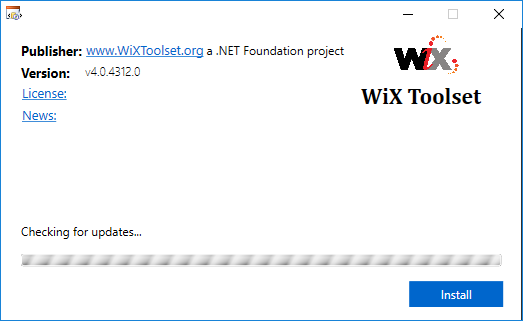 Publisher: www.WiXToolset.org a .NET Foundation project
Version: v4.0.4312.0
License:
News:
WiX
WiX Toolset
Checking for updates...
Install